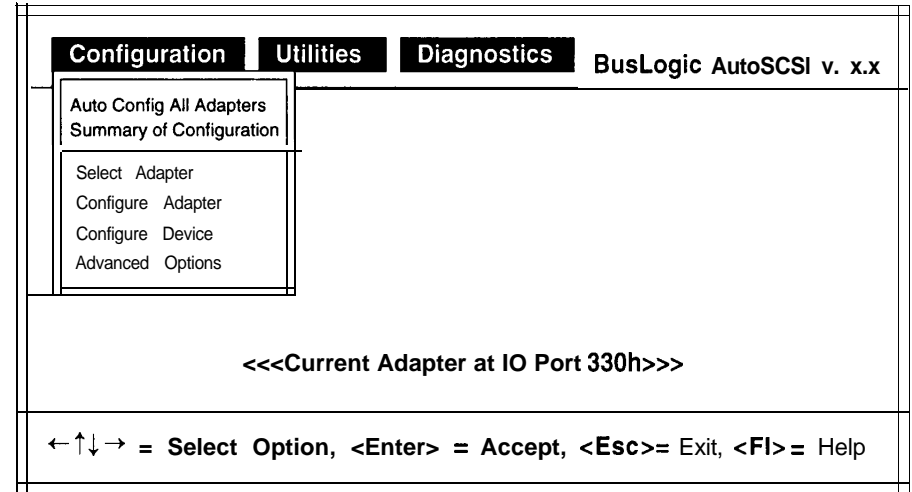 Configuration Utilities Diagnostics BusLogic AutoSCSI v. x.x
Auto Config All Adapters
Summary of Configuration
Select Adapter
Configure Adapter
Configure Device
Advanced Options
<<<Current Adapter at IO Port 330h>>>
←↑↓→ = Select Option, <Enter> = Accept, <Esc>= Exit, <FI>= Help